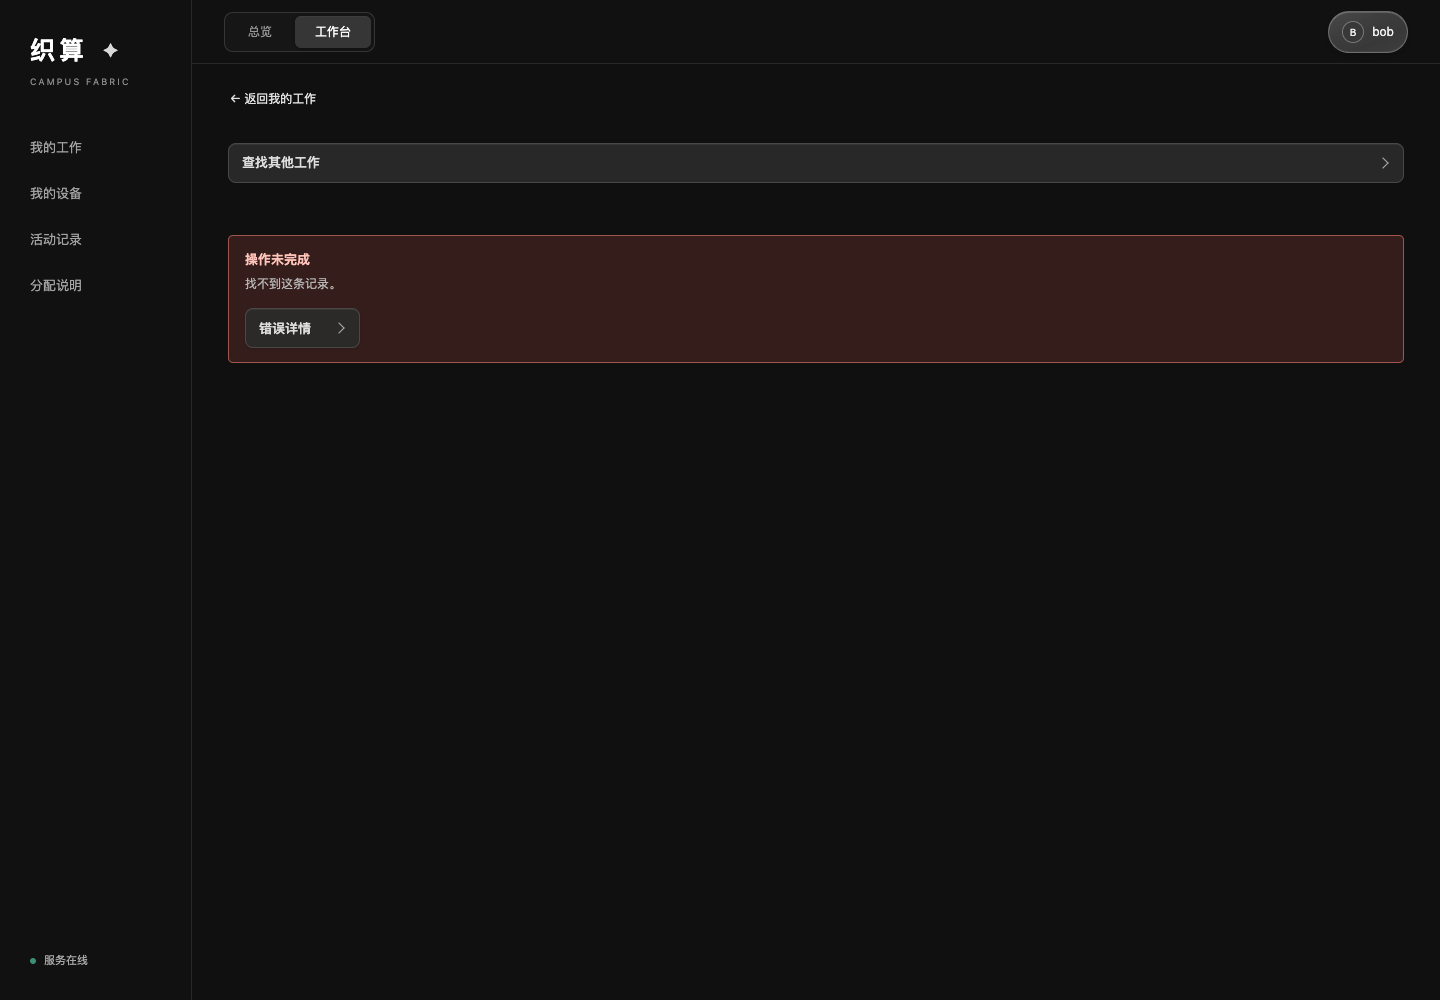 织算
CAMPUS FABRIC
我的工作
我的设备
活动记录
分配说明
服务在线
总览
工作台
B bob
← 返回我的工作
查找其他工作
操作未完成
找不到这条记录。
错误详情